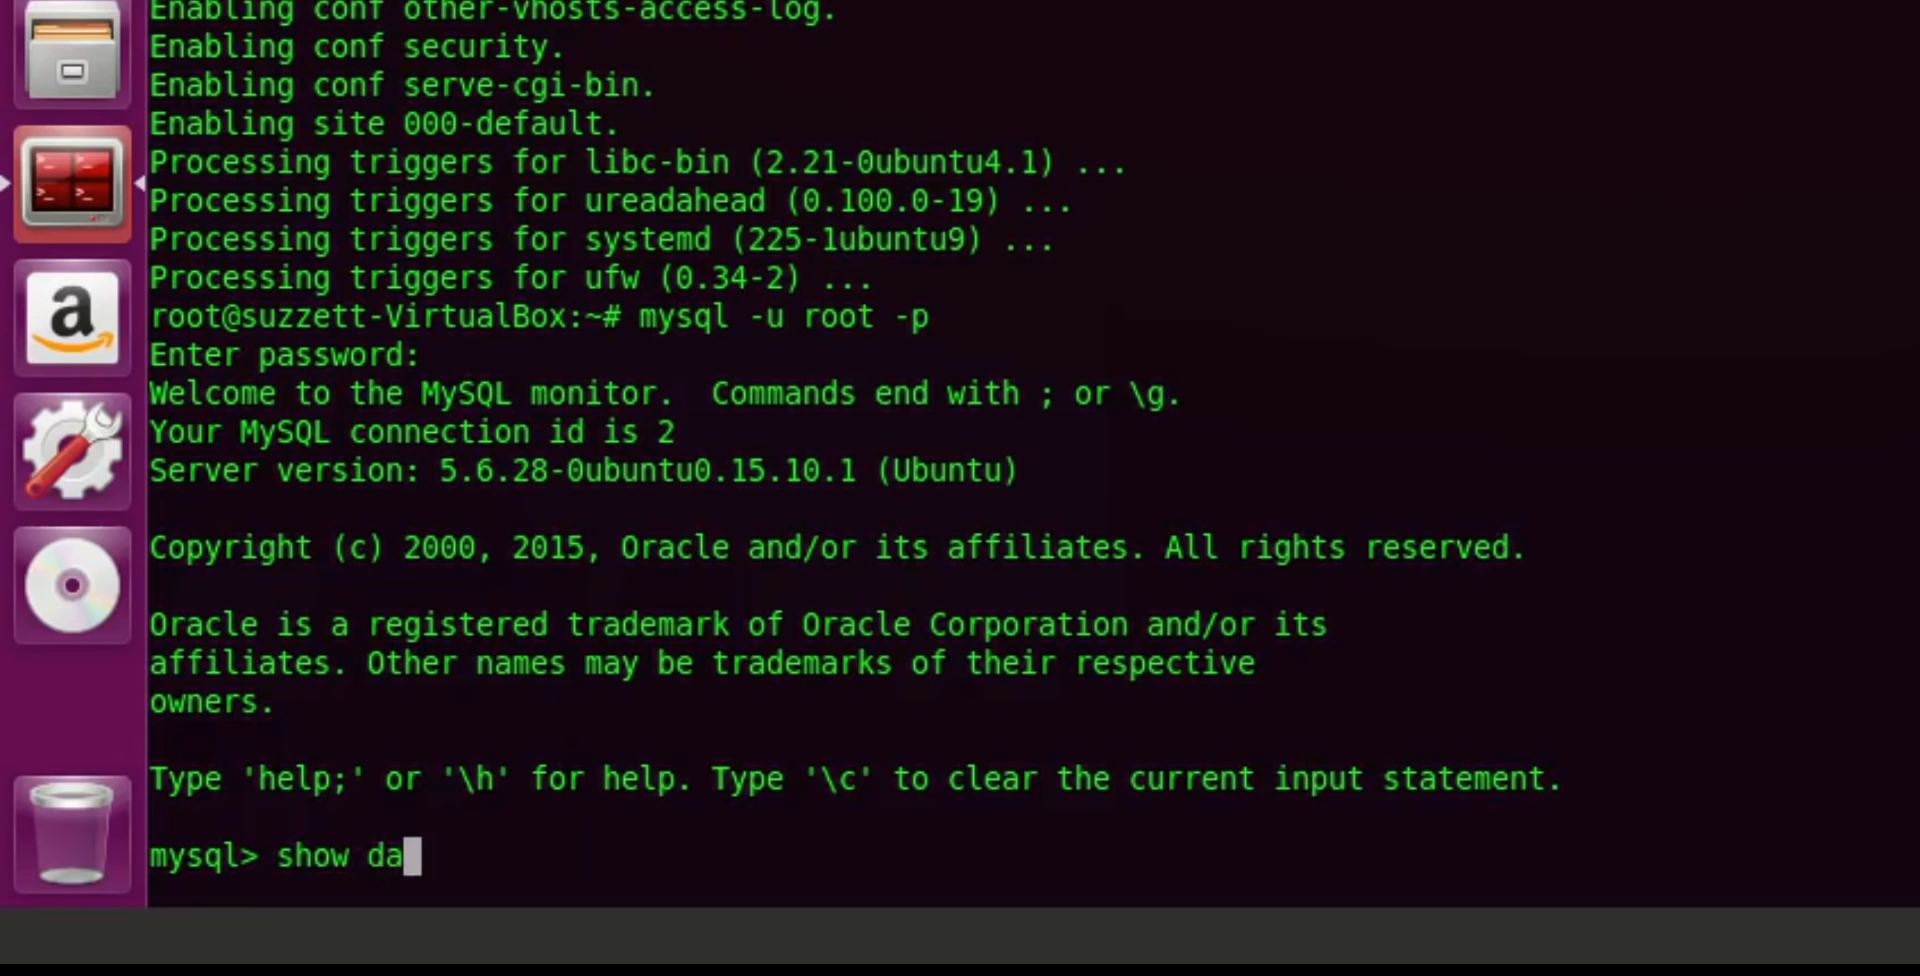 Enabling conf other-vhosts-access-log.
Enabling conf security.
Enabling conf serve-cgi-bin.
Enabling site 000-default.
Processing triggers for libc-bin (2.21-0ubuntu4.1) ...
Processing triggers for ureadahead (0.100.0-19) ...
Processing triggers for systemd (225-1ubuntu9) ...
Processing triggers for ufw (0.34-2) ...
root@suzzett-VirtualBox:~# mysql -u root -p
Enter password:
Welcome to the MySQL monitor.  Commands end with ; or \g.
Your MySQL connection id is 2
Server version: 5.6.28-0ubuntu0.15.10.1 (Ubuntu)
Copyright (c) 2000, 2015, Oracle and/or its affiliates. All rights reserved.
Oracle is a registered trademark of Oracle Corporation and/or its
affiliates. Other names may be trademarks of their respective
owners.
Type 'help;' or '\h' for help. Type '\c' to clear the current input statement.
mysql> show da
a